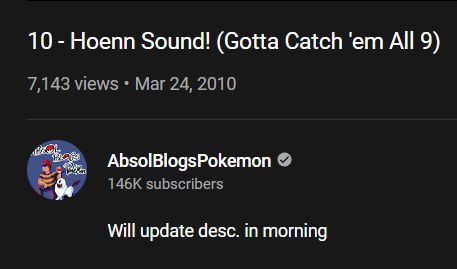 10 - Hoenn Sound! (Gotta Catch 'em All 9)
7,143 views • Mar 24, 2010
AbsolBlogsPokemon
146K subscribers
Will update desc. in morning